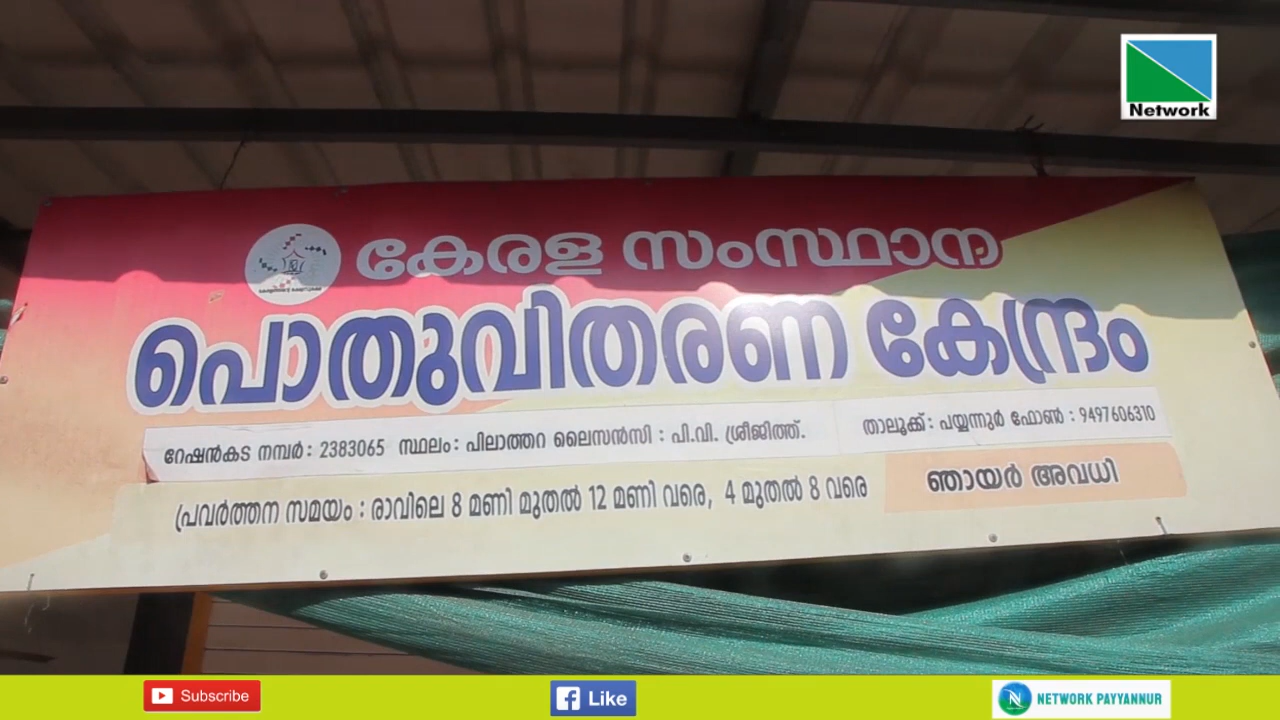 Network
കേരള സംസ്ഥാന
പൊതുവിതരണ കേന്ദ്രം
റേഷൻകട നമ്പർ: 2383065 സ്ഥലം: പിലാത്തറ ലൈസൻസി : പി.വി. ശ്രീജിത്ത്. താലൂക്ക്: പയ്യന്നുർ ഫോൺ : 9497606310
പ്രവർത്തന സമയം : രാവിലെ 8 മണി മുതൽ 12 മണി വരെ, 4 മുതൽ 8 വരെ ഞായർ അവധി
Subscribe Like NETWORK PAYYANNUR